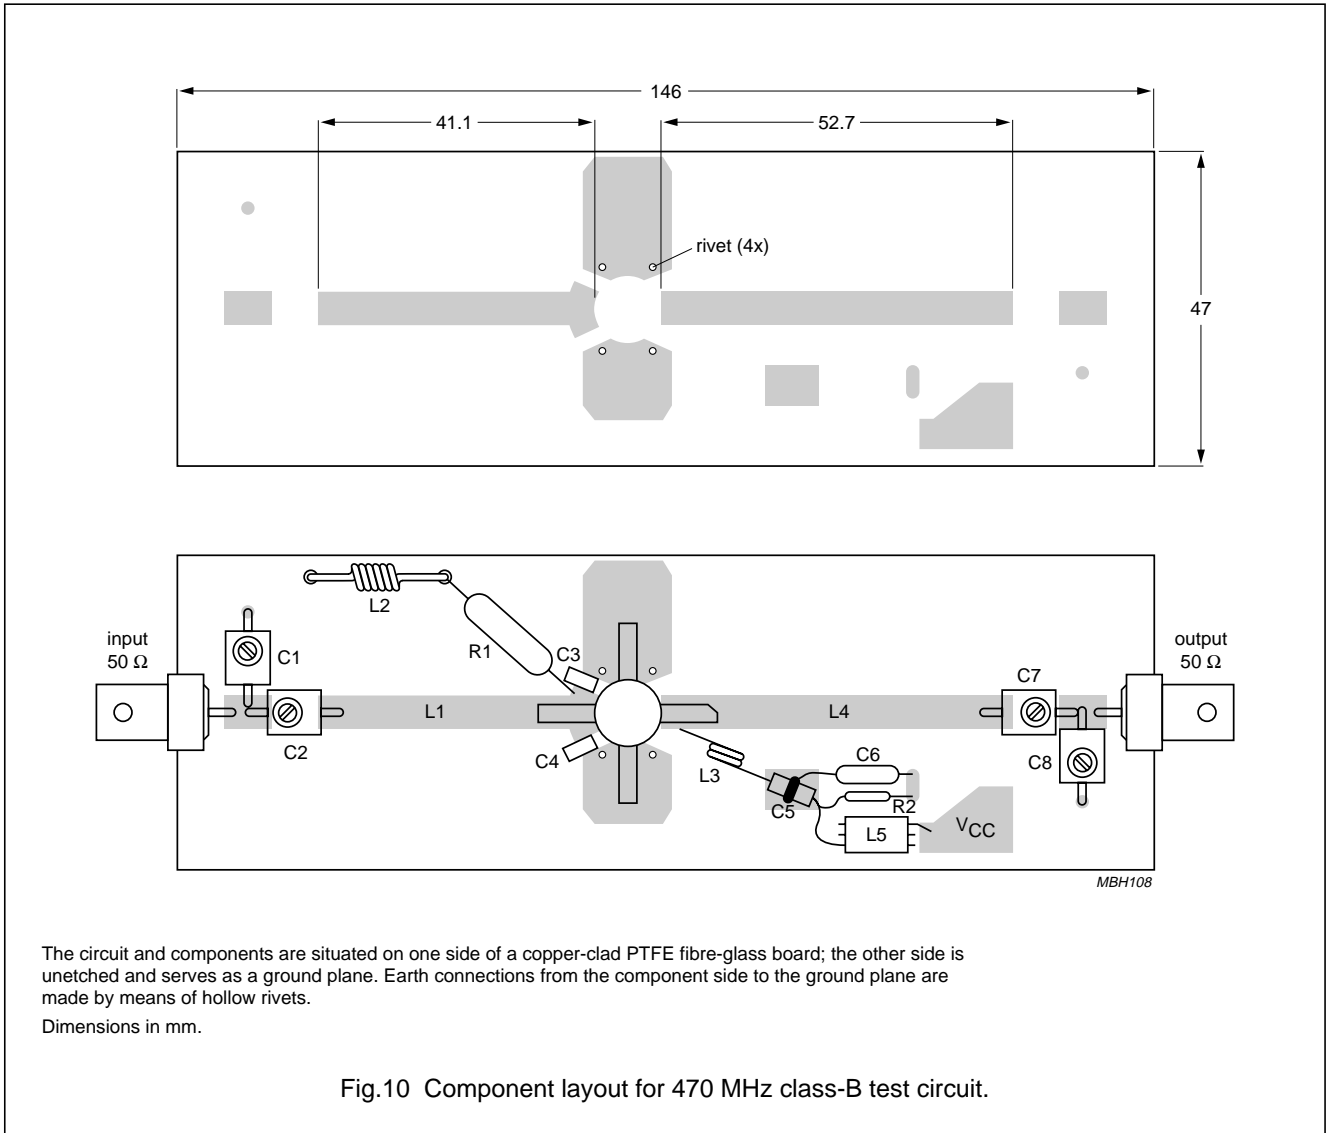 146
41.1
52.7
rivet (4x)
47
L2
input
50 Ω
C1
R1
C3
C7
output
50 Ω
L1
L4
C2
C4
L3
C6
C8
C5
R2
L5
VCC
MBH108
The circuit and components are situated on one side of a copper-clad PTFE fibre-glass board; the other side is
unetched and serves as a ground plane. Earth connections from the component side to the ground plane are
made by means of hollow rivets.
Dimensions in mm.
Fig.10 Component layout for 470 MHz class-B test circuit.